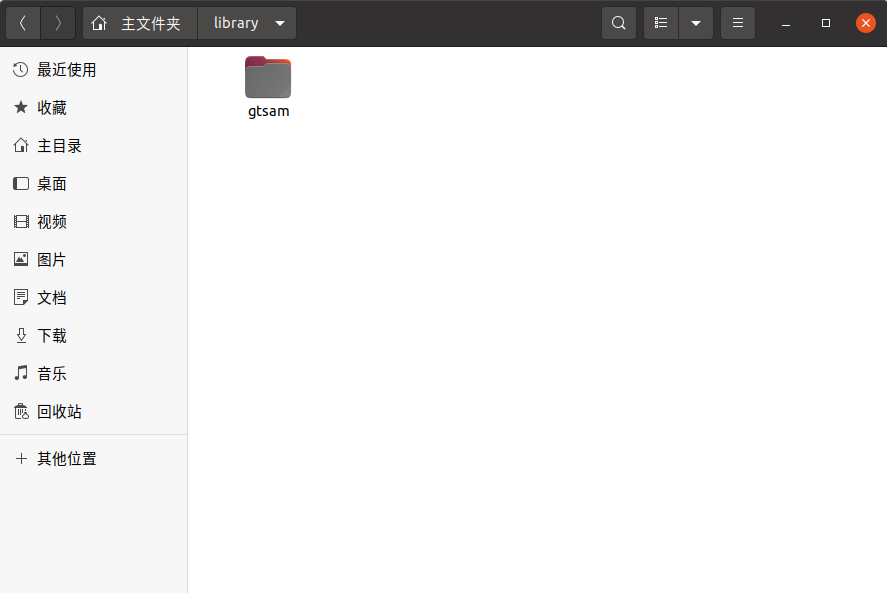 主文件夹 library
最近使用
收藏
主目录
桌面
视频
图片
文档
下载
音乐
回收站
其他位置
gtsam